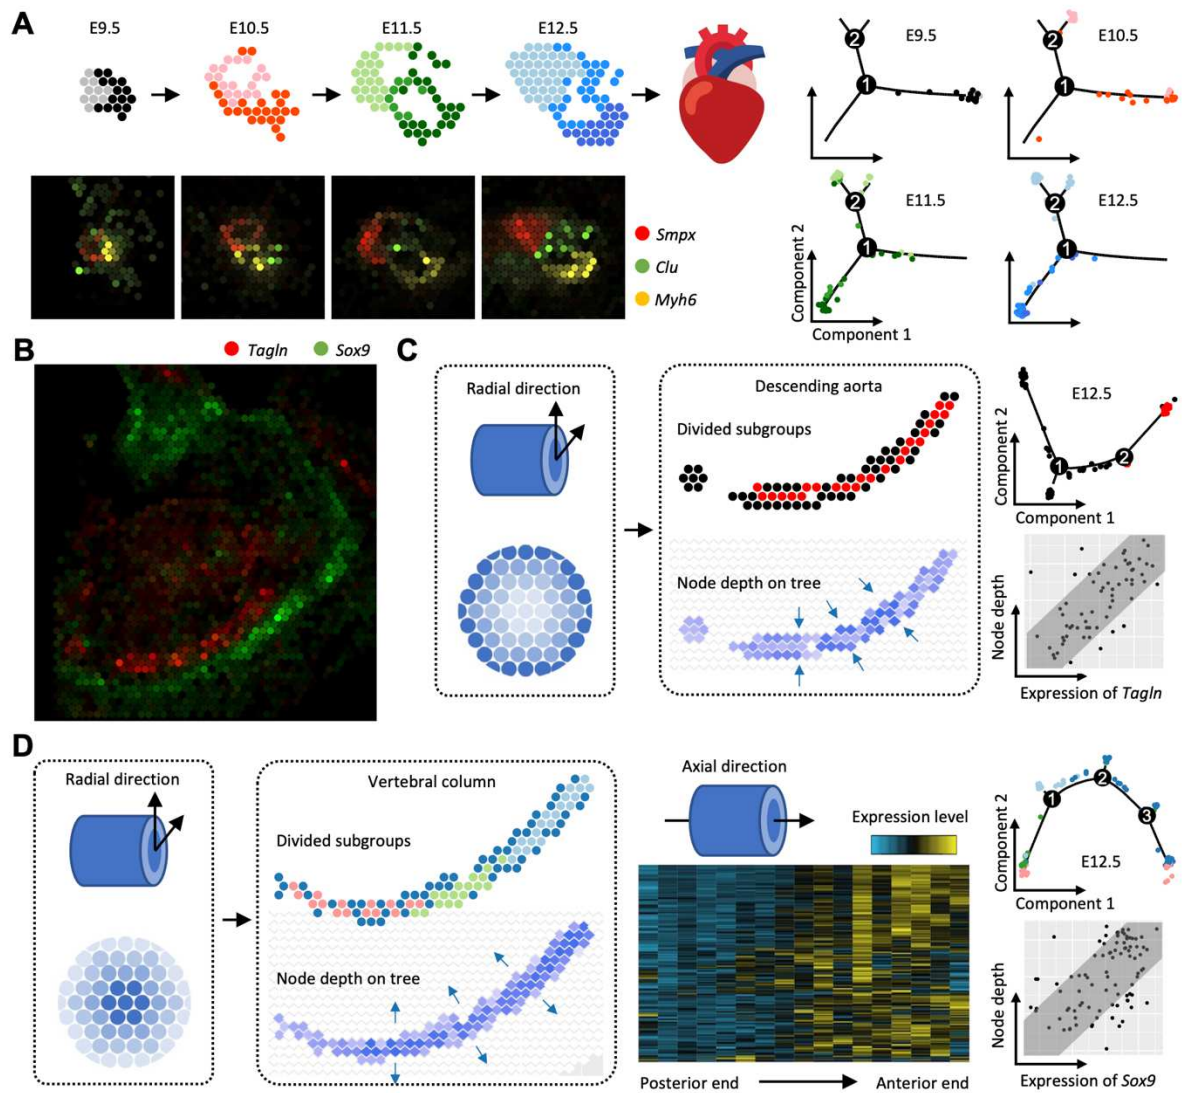 A
E9.5
E10.5
E11.5
E12.5
E9.5
E10.5
2
1
2
1
Smpx
Clu
Myh6
E11.5
E12.5
2
1
2
1
Component 2
Component 1
B
Tagln
Sox9
C
Radial direction
Descending aorta
Divided subgroups
Node depth on tree
E12.5
1
2
Component 2
Component 1
Node depth
Expression of Tagln
D
Radial direction
Vertebral column
Divided subgroups
Node depth on tree
Axial direction
Expression level
Posterior end
Anterior end
1
2
3
E12.5
Component 2
Component 1
Node depth
Expression of Sox9